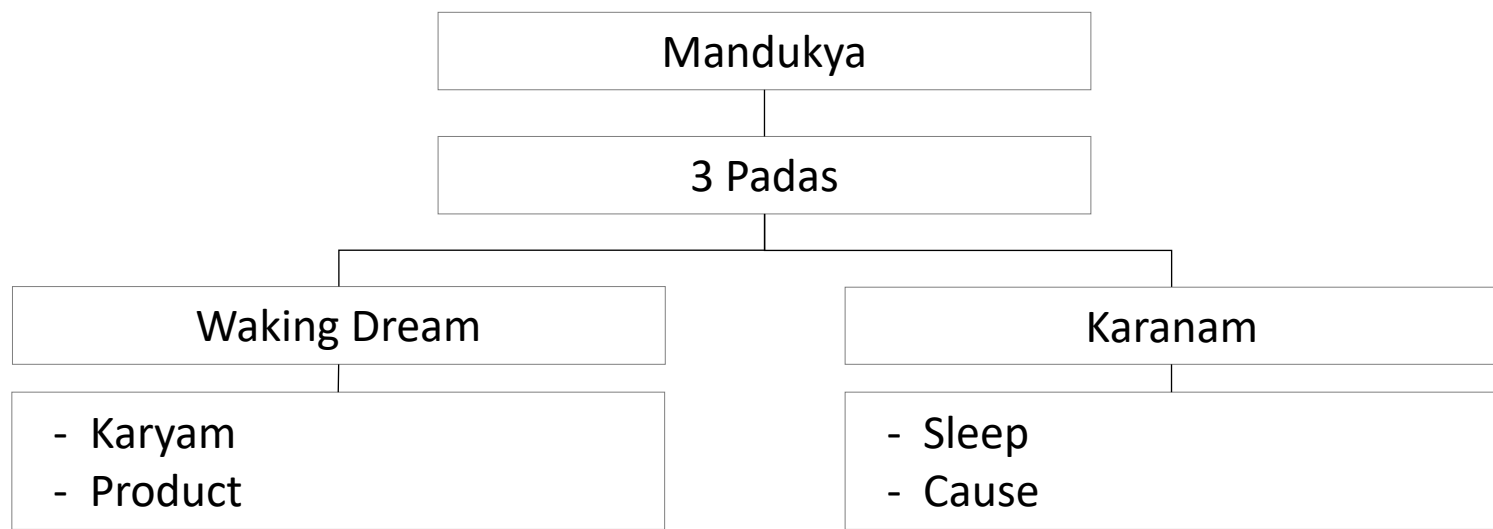 Mandukya
3 Padas
Waking Dream
Karanam
- Karyam
- Product
- Sleep
- Cause